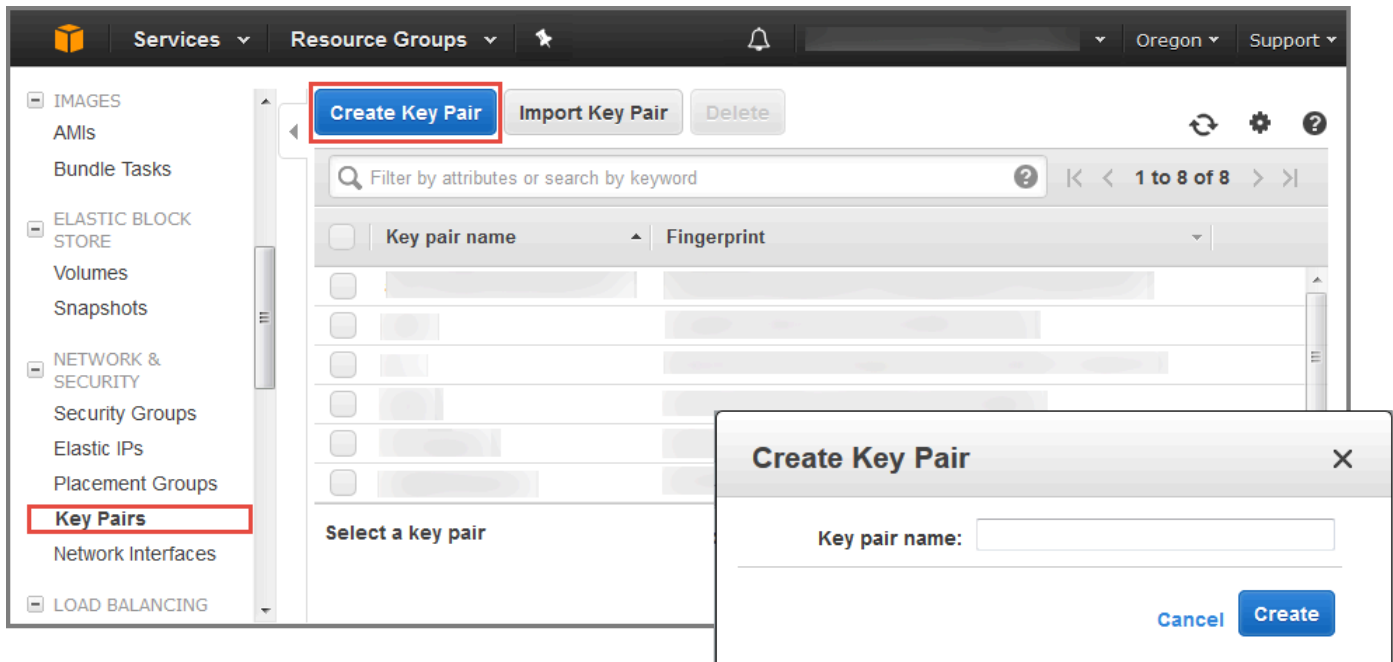 Services
Resource Groups
Oregon
Support
IMAGES
AMIs
Bundle Tasks
ELASTIC BLOCK
STORE
Volumes
Snapshots
NETWORK &
SECURITY
Security Groups
Elastic IPs
Placement Groups
Key Pairs
Network Interfaces
LOAD BALANCING
Create Key Pair
Import Key Pair
Delete
Filter by attributes or search by keyword
1 to 8 of 8
Key pair name
Fingerprint
Select a key pair
Create Key Pair
Key pair name:
Cancel
Create